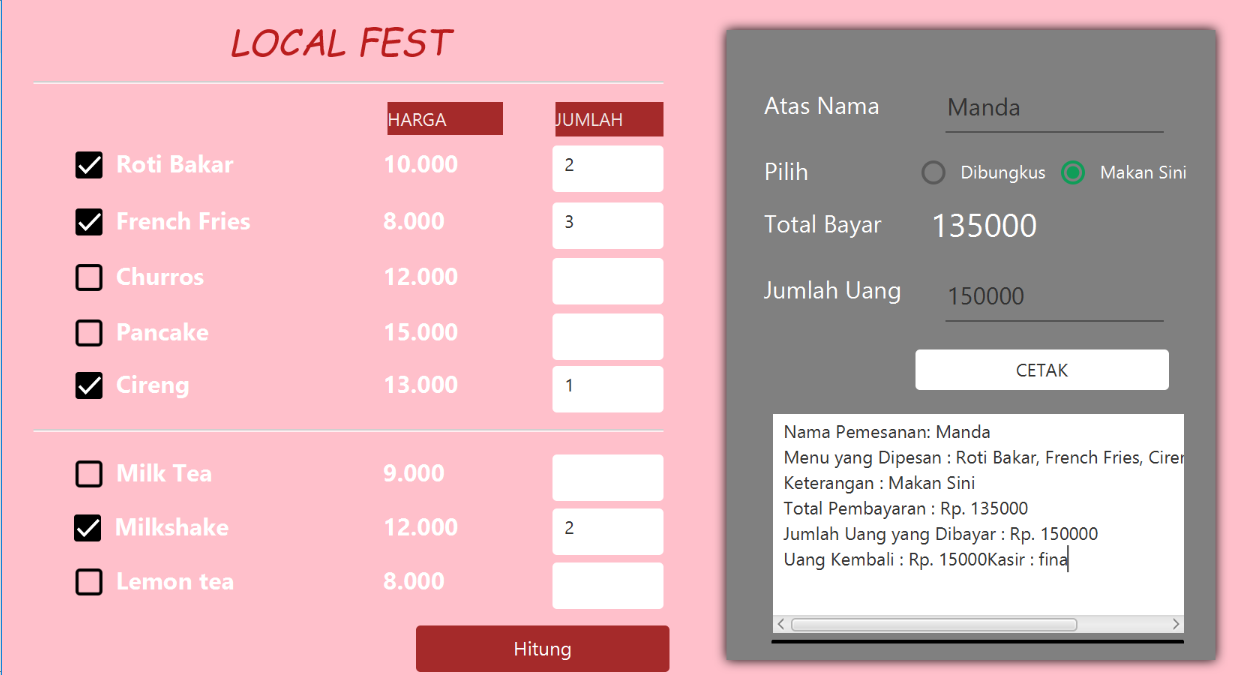 LOCAL FEST
HARGA JUMLAH
Roti Bakar 10.000 2
French Fries 8.000 3
Churros 12.000
Pancake 15.000
Cireng 13.000 1
Milk Tea 9.000
Milkshake 12.000 2
Lemon tea 8.000
Hitung
Atas Nama Manda
Pilih Dibungkus Makan Sini
Total Bayar 135000
Jumlah Uang 150000
CETAK
Nama Pemesanan: Manda
Menu yang Dipesan : Roti Bakar, French Fries, Cirer
Keterangan : Makan Sini
Total Pembayaran : Rp. 135000
Jumlah Uang yang Dibayar : Rp. 150000
Uang Kembali : Rp. 15000Kasir : fina